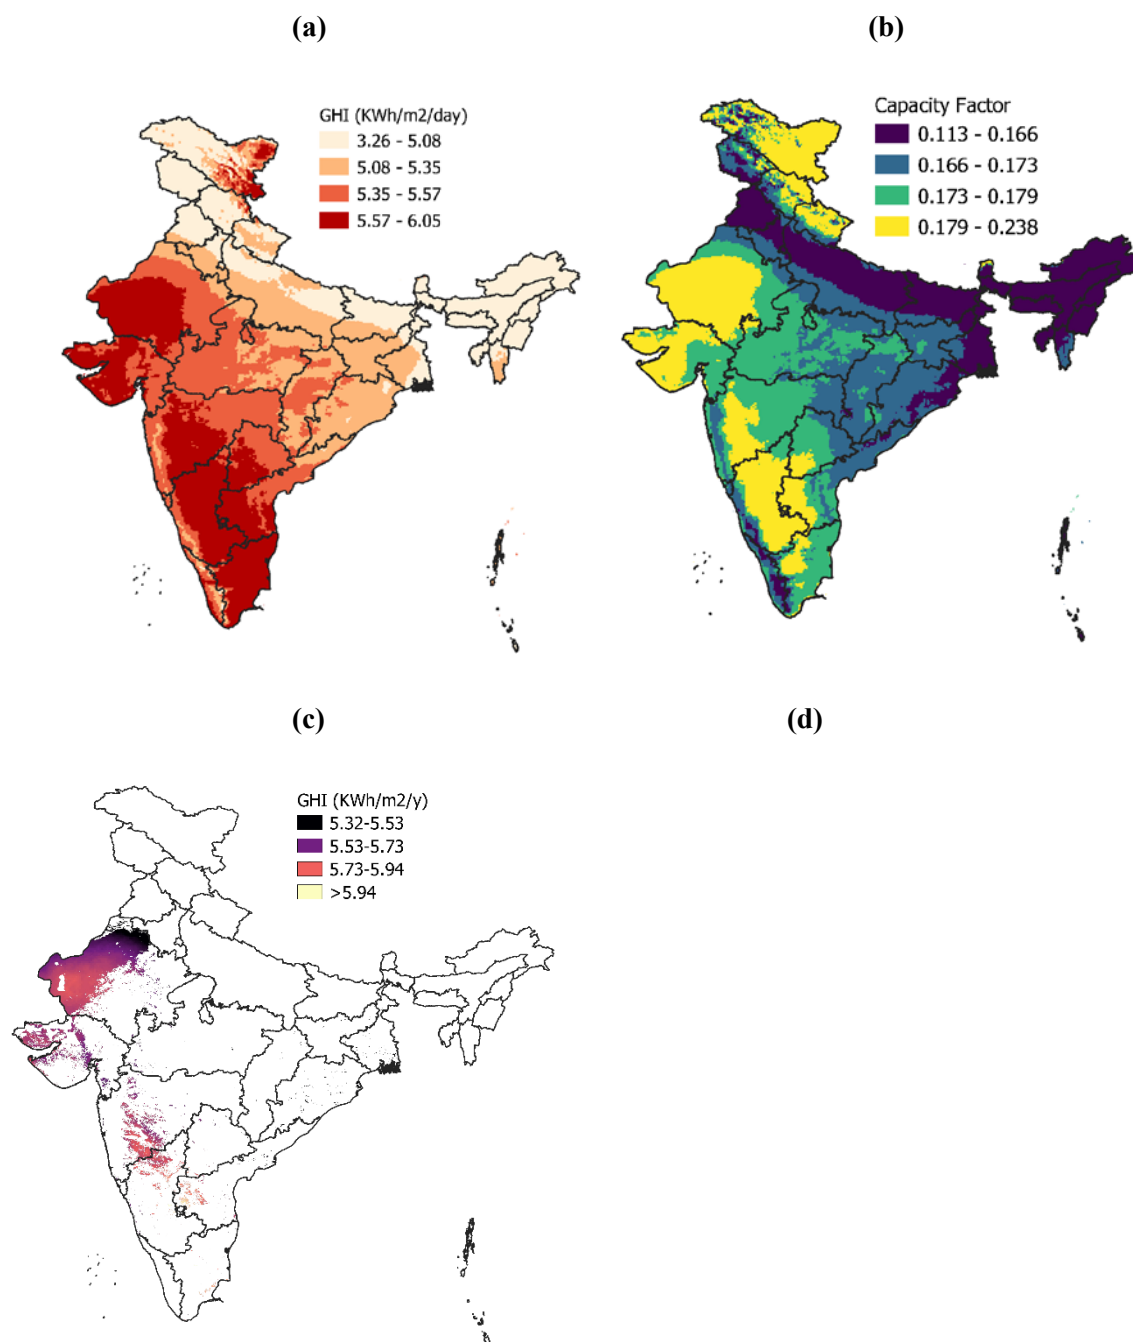 (a)
(b)
GHI (KWh/m2/day)
3.26 - 5.08
5.08 - 5.35
5.35 - 5.57
5.57 - 6.05
Capacity Factor
0.113 - 0.166
0.166 - 0.173
0.173 - 0.179
0.179 - 0.238
(c)
(d)
GHI (KWh/m2/y)
5.32-5.53
5.53-5.73
5.73-5.94
>5.94